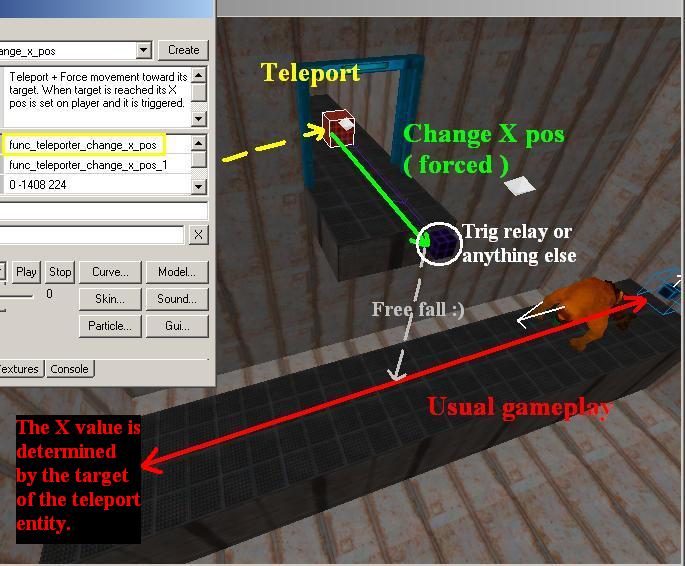 ange_x_pos
Create
Teleport + Force movement toward its
target. When target is reached its X
pos is set on player and it is triggered.
func_teleporter_change_x_pos
func_teleporter_change_x_pos_1
0 -1408 224
X
Play
Stop
Curve...
Model...
0
Skin...
Sound...
Particle...
Gui...
extures
Console
Teleport
Change X pos
( forced )
Trig relay or
anything else
Free fall :)
Usual gameplay
The X value is
determined
by the target
of the teleport
entity.